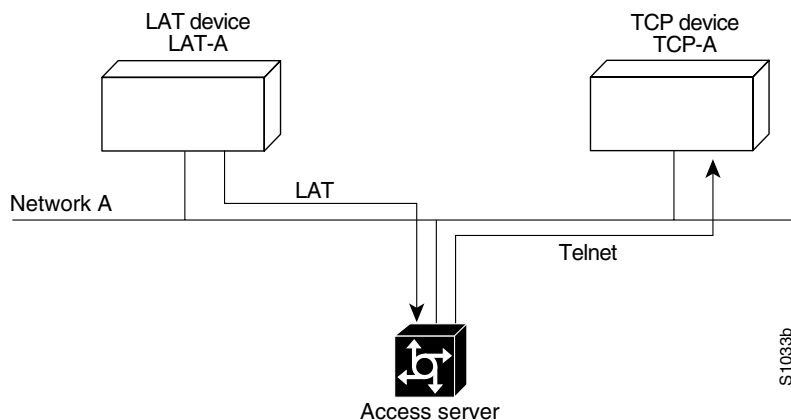 LAT device
LAT-A
TCP device
TCP-A
LAT
Network A
Telnet
S1033b
Access server